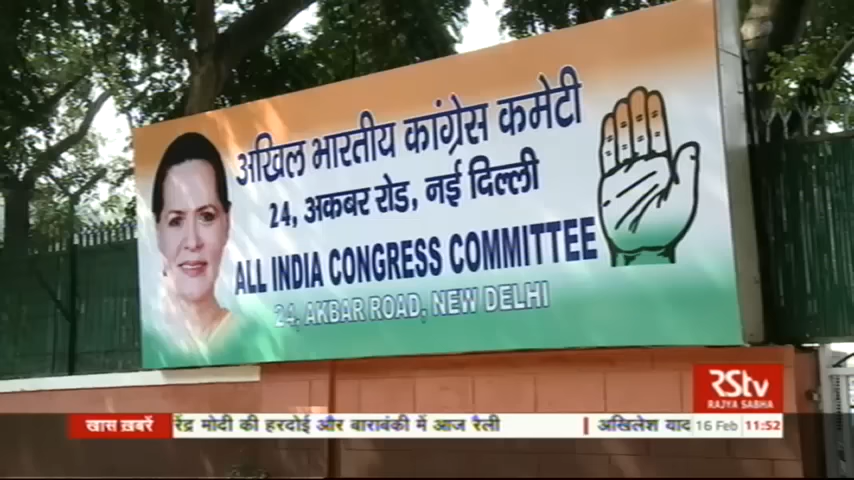 अखिल भारतीय कांग्रेस कमेटी
24, अकबर रोड, नई दिल्ली
ALL INDIA CONGRESS COMMITTEE
24, AKBAR ROAD, NEW DELHI
RStv
RAJYA SABHA
खास ख़बरें रेंद्र मोदी की हरदोई और बाराबंकी में आज रैली | अखिलेश याद 16 Feb 11:52